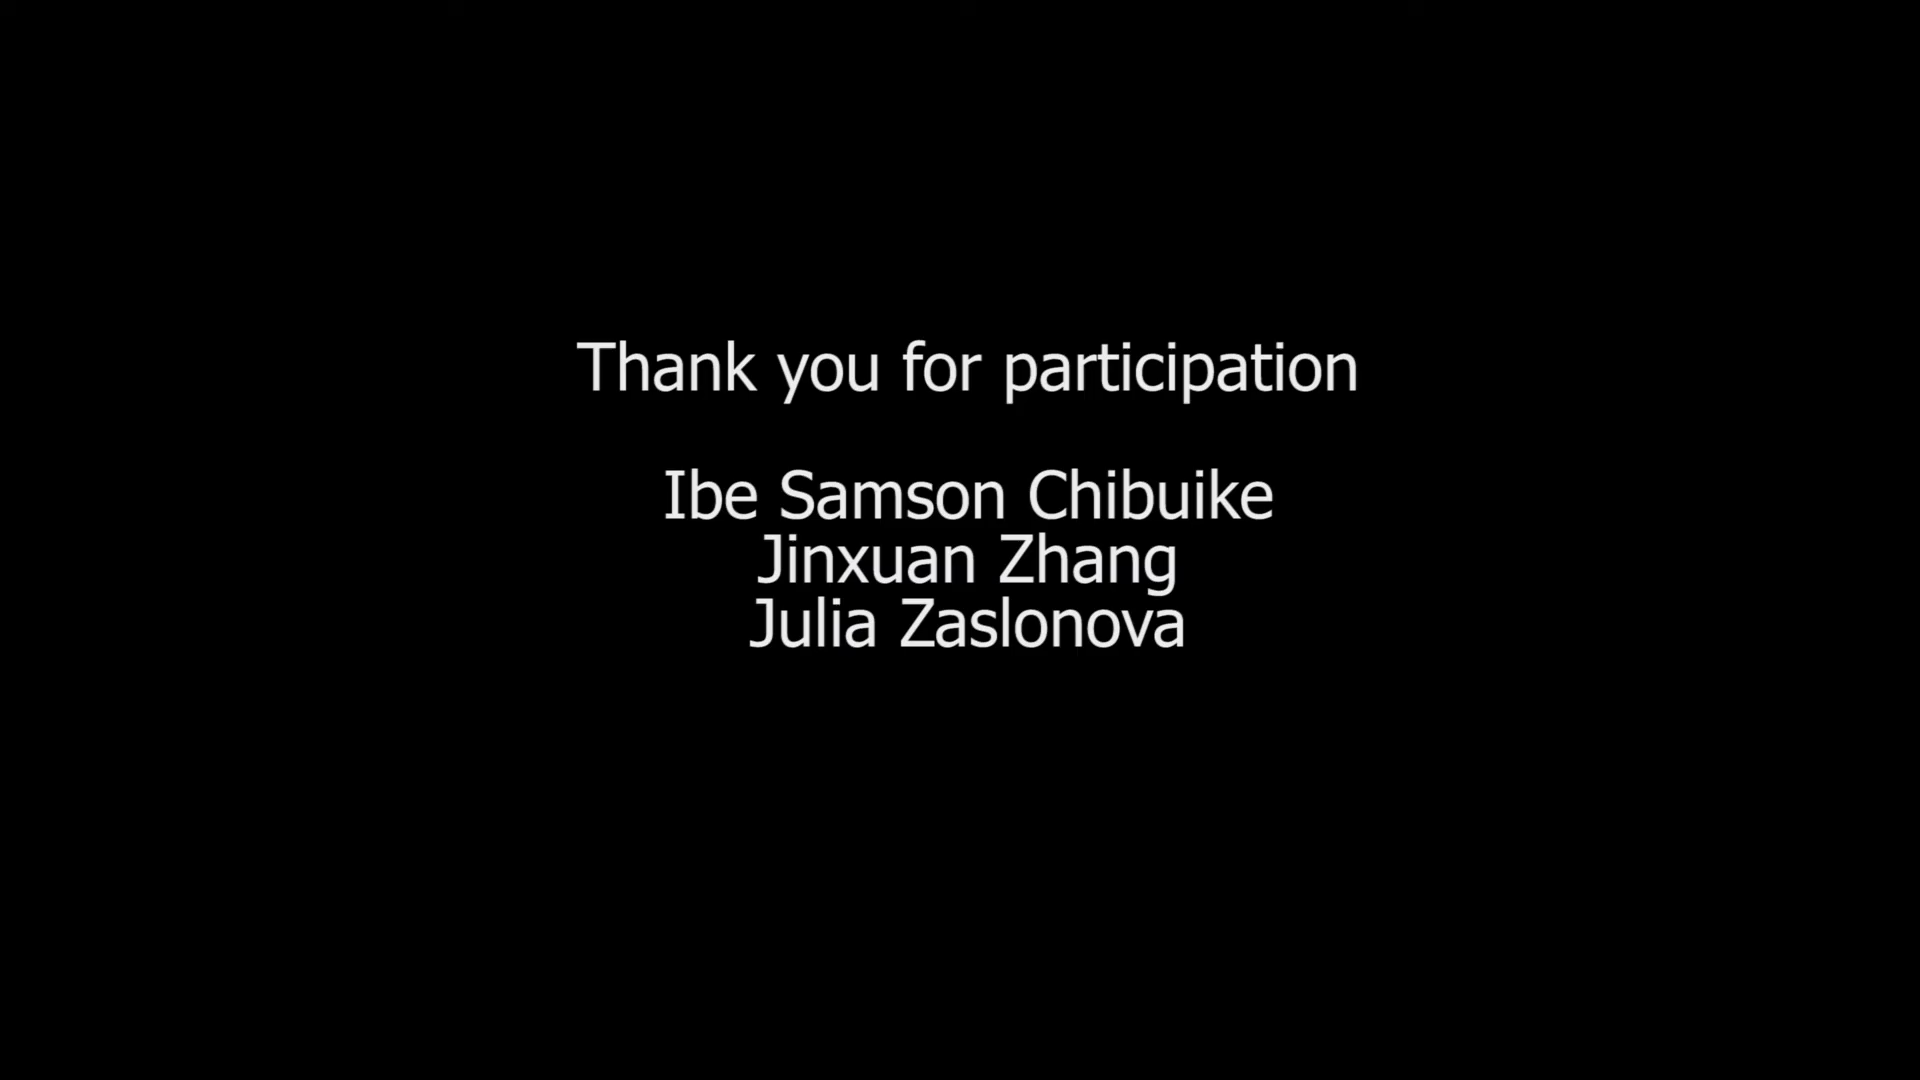 Thank you for participation
Ibe Samson Chibuike
Jinxuan Zhang
Julia Zaslonova